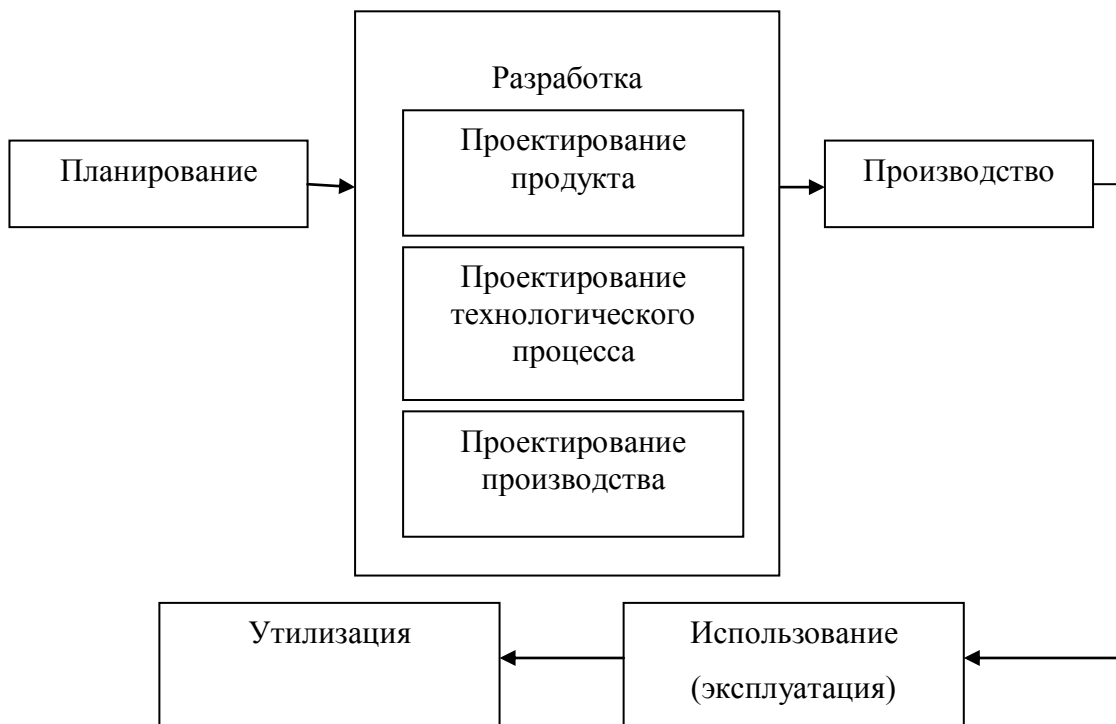 Планирование
Разработка
Проектирование
продукта
Проектирование
технологического
процесса
Проектирование
производства
Производство
Использование
(эксплуатация)
Утилизация